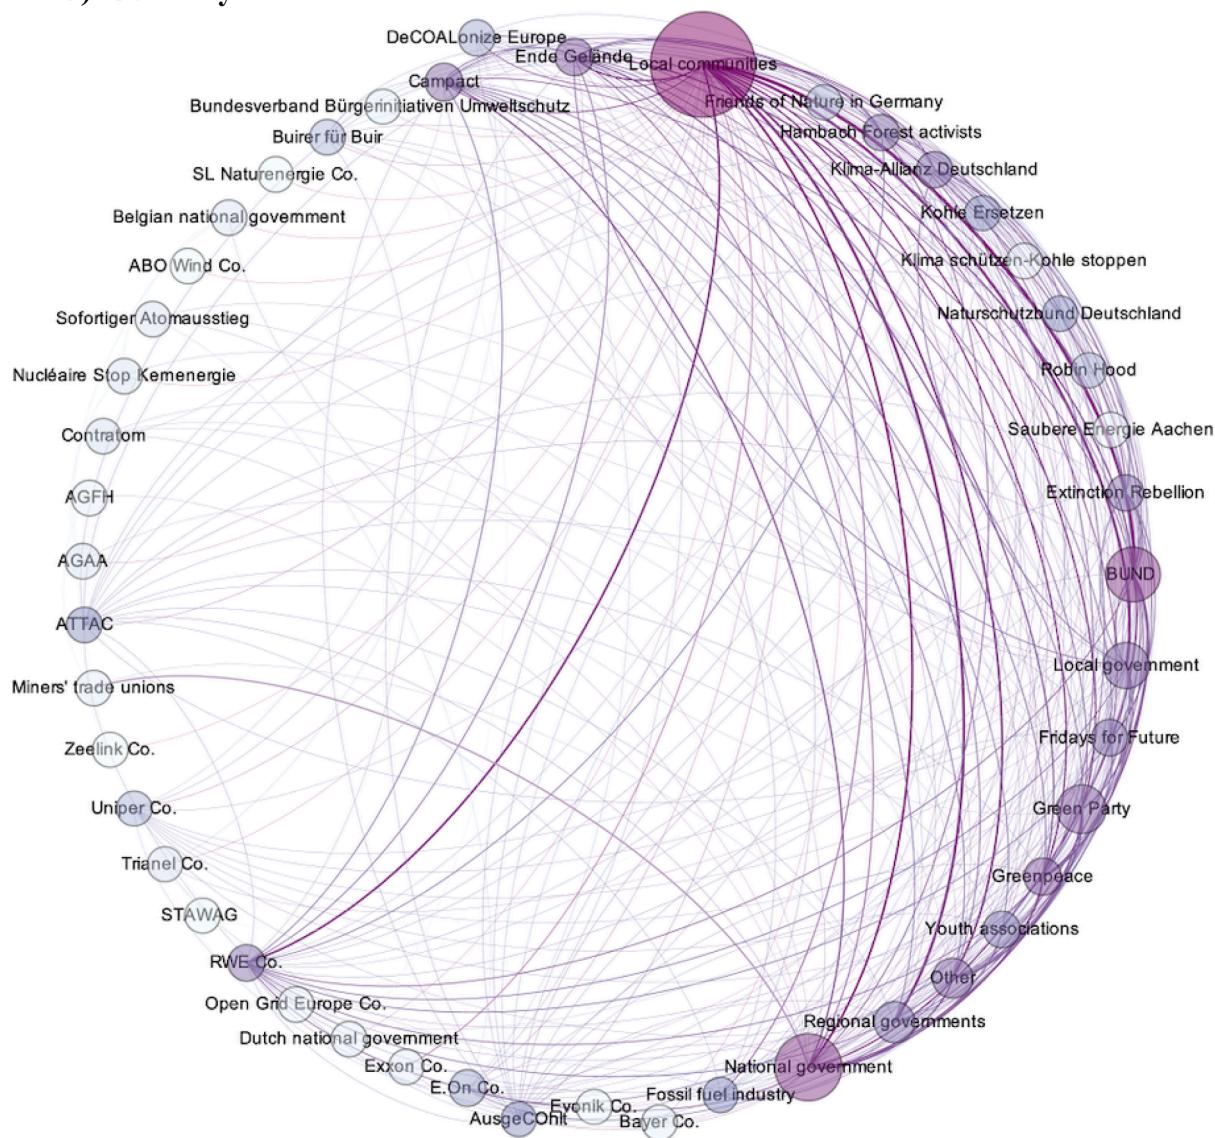 DeCOALonize Europe
Ende Gelände
Local communities
Campact
Friends of Nature in Germany
Bundesverband Bürgerinitiativen Umweltschutz
Hambach Forest activists
Buirer für Buir
Klima-Allianz Deutschland
SL Naturenergie Co.
Kohle Ersetzen
Belgian national government
Klima schützen-Kohle stoppen
ABO Wind Co.
Naturschutzbund Deutschland
Sofortiger Atomausstieg
Robin Hood
Nucléaire Stop Kernenergie
Saubere Energie Aachen
Contratom
Extinction Rebellion
AGFH
AGAA
BUND
ATTAC
Local government
Miners' trade unions
Fridays for Future
Zeelink Co.
Uniper Co.
Green Party
Trianel Co.
Greenpeace
STAWAG
Youth associations
RWE Co.
Other
Open Grid Europe Co.
Regional governments
Dutch national government
Exxon Co.
National government
E.On Co.
Fossil fuel industry
Evonik Co.
AusgeCOhlt
Bayer Co.